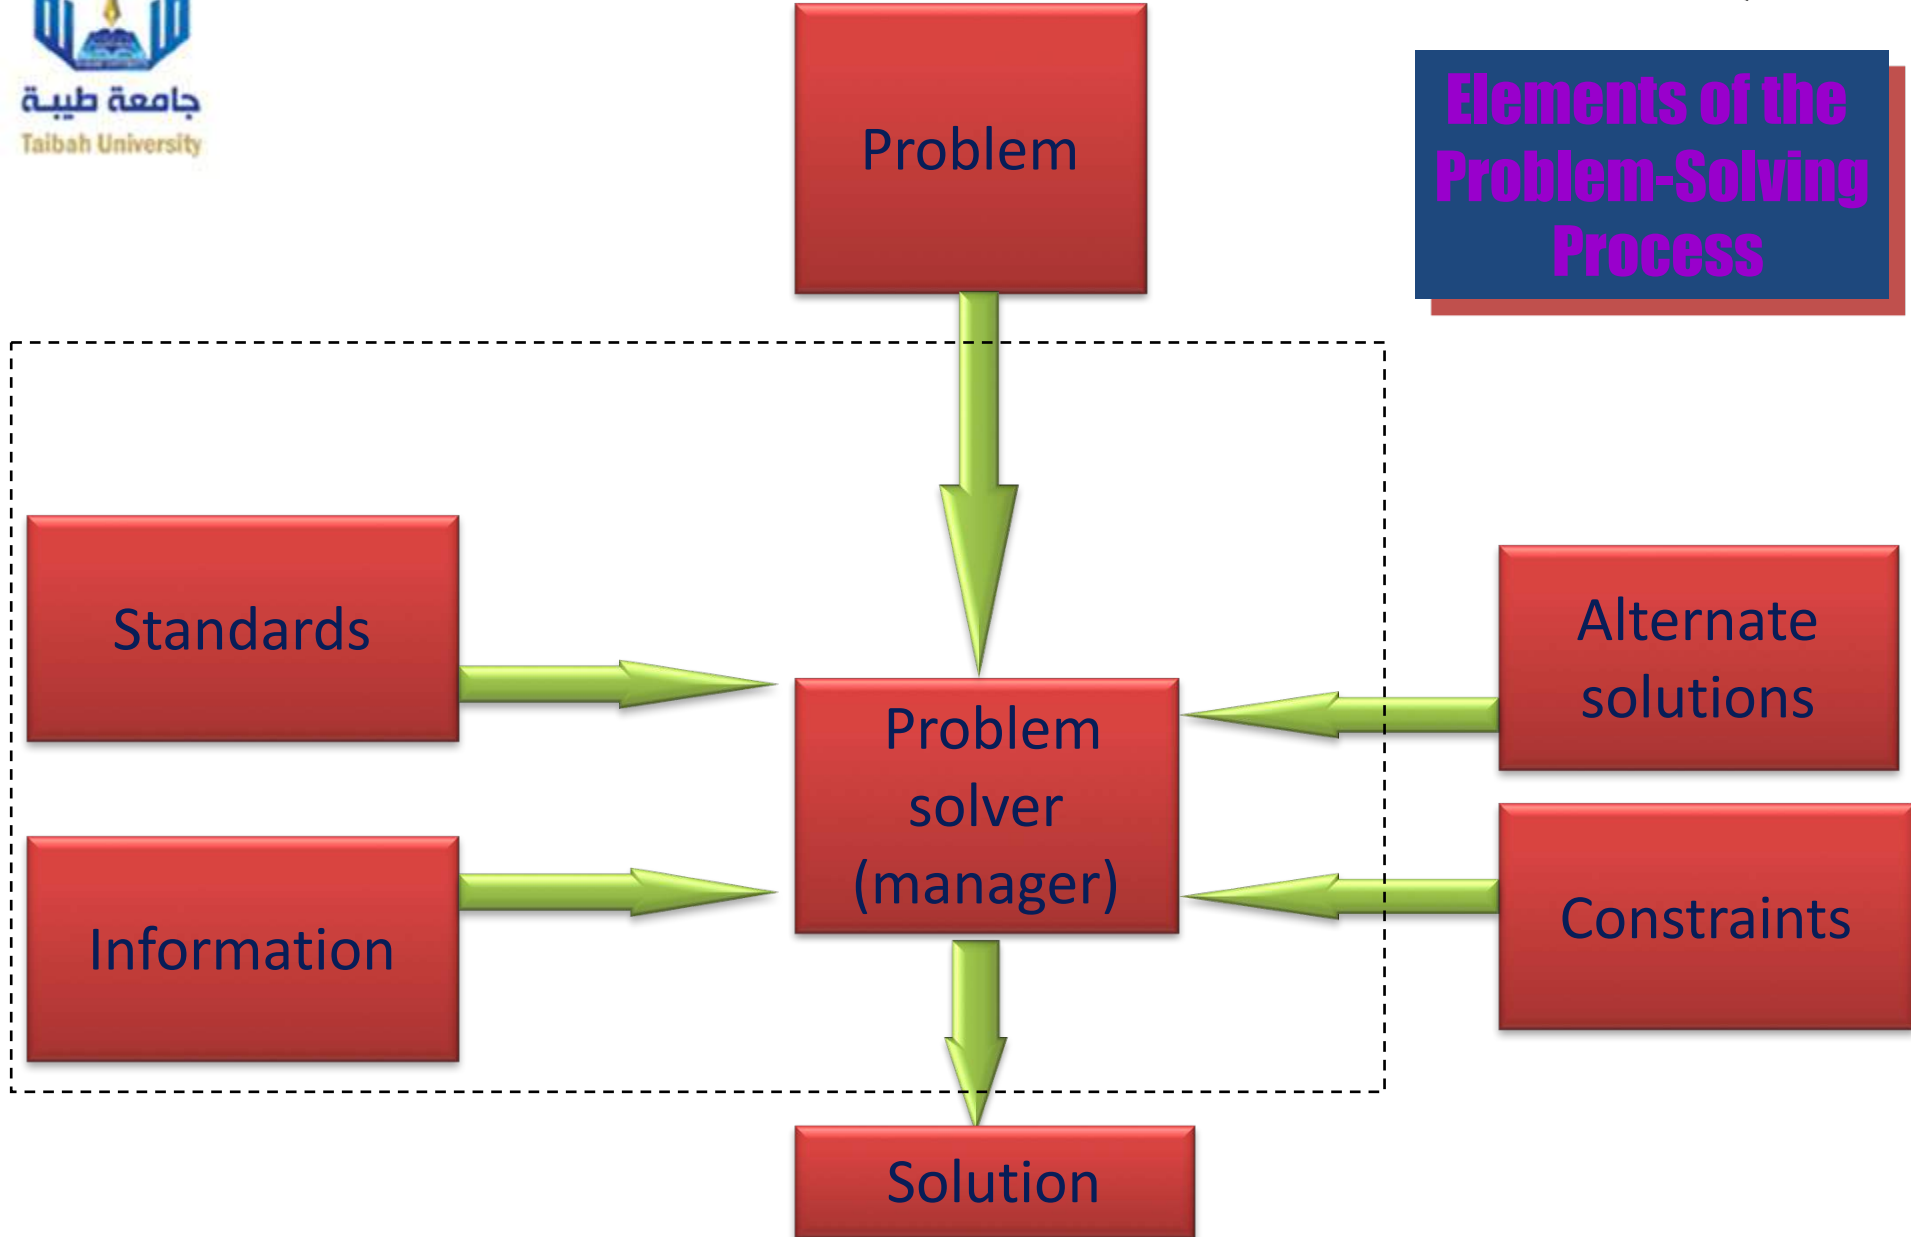 جامعة طيبة
Taibah University
Problem
Elements of the
Problem-Solving
Process
Standards
Alternate
solutions
Problem
solver
(manager)
Information
Constraints
Solution